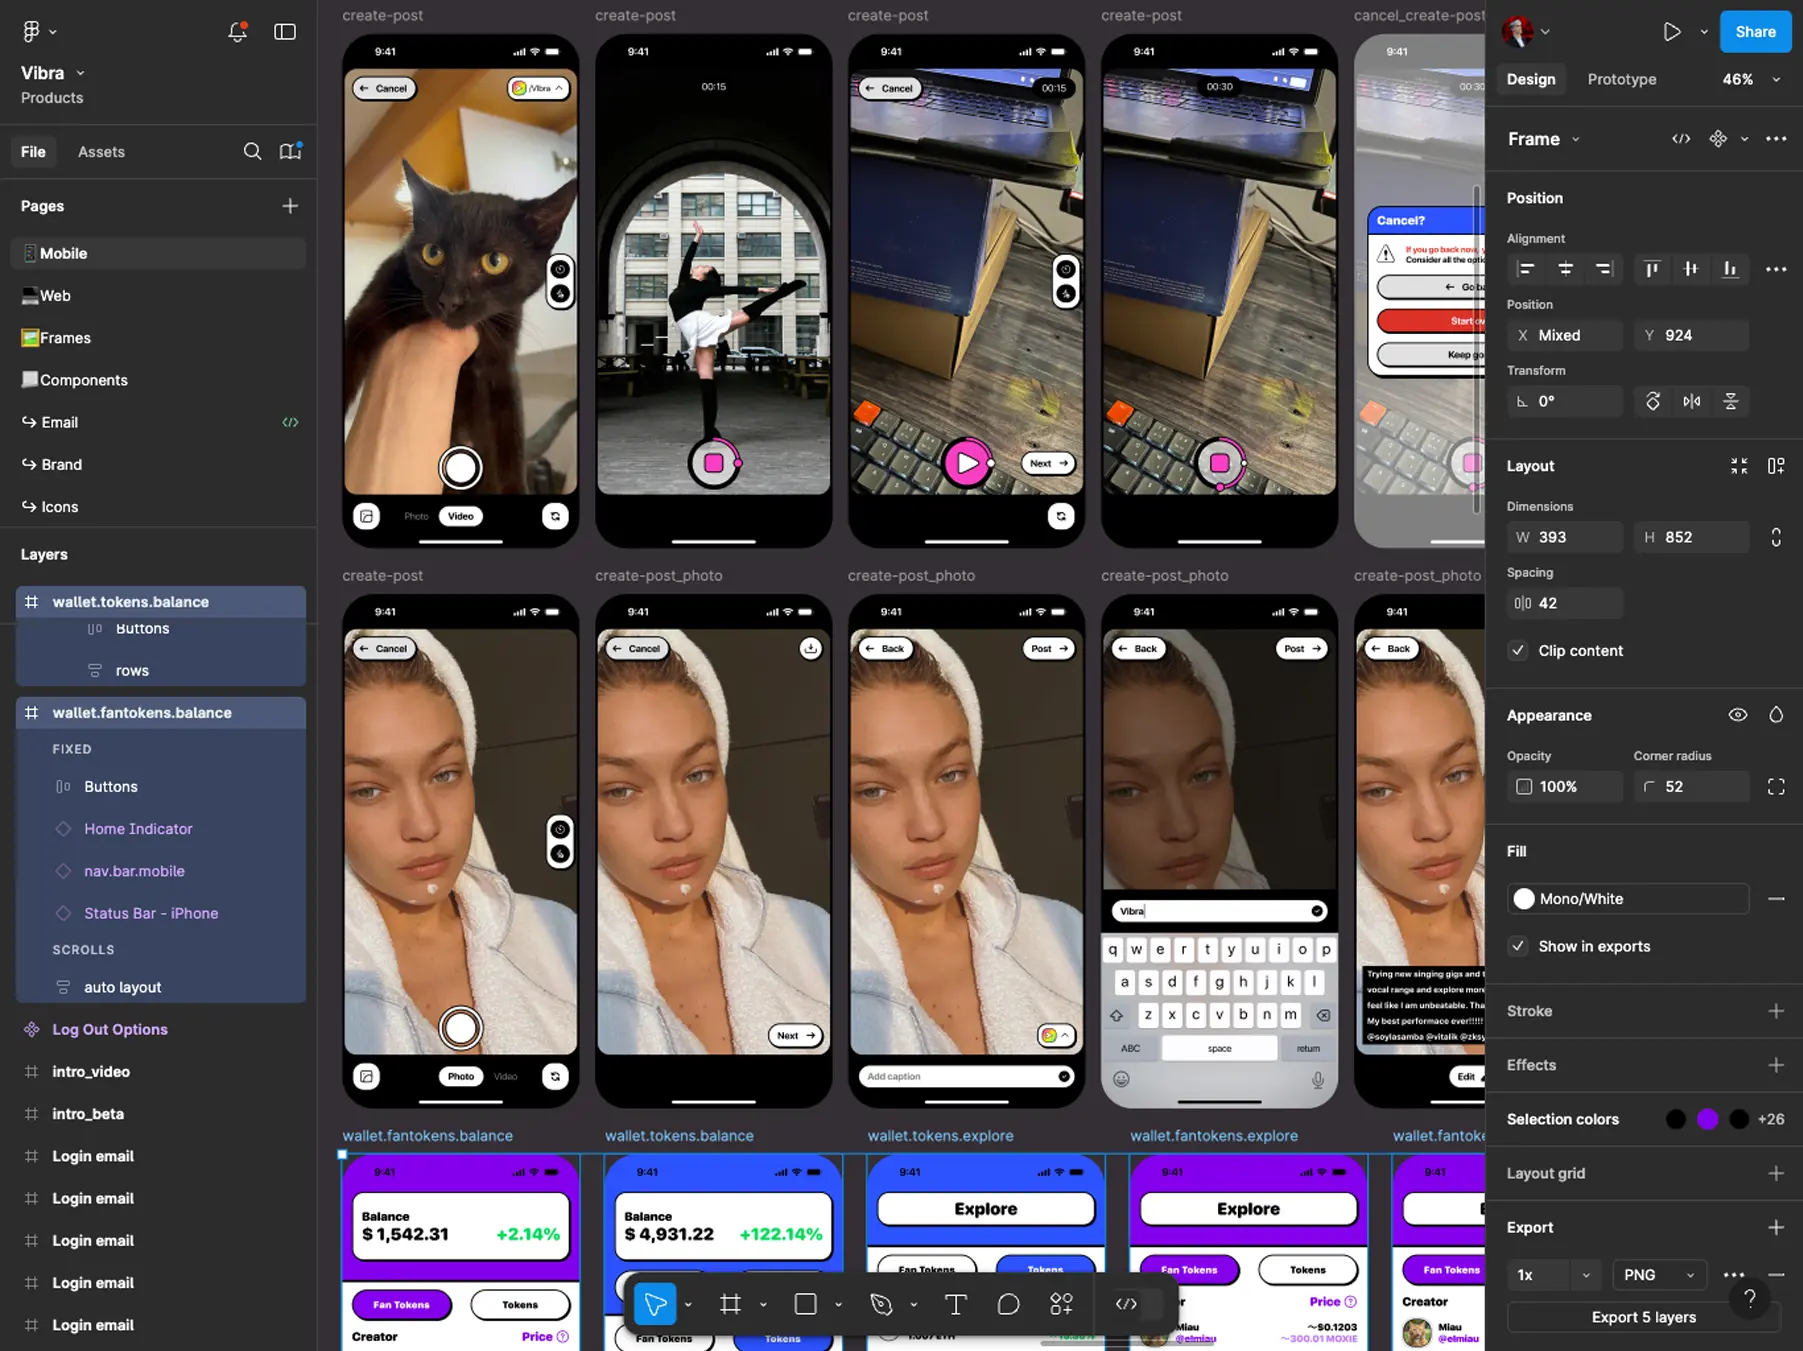 Vibra
Products
File
Assets
Pages
Mobile
Web
Frames
Components
Email
Brand
Icons
Layers
wallet.tokens.balance
Buttons
rows
wallet.fantokens.balance
FIXED
Buttons
Home Indicator
nav.bar.mobile
Status Bar - iPhone
SCROLLS
auto layout
Log Out Options
intro_video
intro_beta
Login email
Login email
Login email
Login email
Login email
create-post
create-post
create-post
create-post
cancel_create-post
9:41
Cancel
/Vibra
Photo
Video
9:41
00:15
9:41
Cancel
00:15
Next
9:41
00:30
9:41
00:30
Cancel?
If you go back now,
Consider all the
Keep
create-post
create-post_photo
create-post_photo
create-post_photo
create-post_photo
9:41
Cancel
Photo
Video
9:41
Cancel
Next
9:41
Back
Post
Add caption
9:41
Back
Post
Vibra
q w e r t y u i o p
a s d f g h j k l
z x c v b n m
ABC
space
return
9:41
Back
Trying new singing gigs and
vocal range and explore
feel like I am unbeatable.
My best performace ever!!!!!
@soylasamba @vitalik
Edit
wallet.fantokens.balance
wallet.tokens.balance
wallet.tokens.explore
wallet.fantokens.explore
9:41
Balance
$ 1,542.31
+2.14%
Fan Tokens
Tokens
Creator
Price
9:41
Balance
$ 4,931.22
+122.14%
Fan Tokens
Tokens
9:41
Explore
Fan Tokens
Tokens
9:41
Explore
Fan Tokens
Tokens
Price
Miau
@elmiau
~$0.1203
~300.01 MOXIE
9:41
Fan Tokens
Creator
Miau
@elmiau
Share
Design
Prototype
46%
Frame
Position
Alignment
Position
X Mixed
Y 924
Transform
0°
Layout
Dimensions
W 393
H 852
Spacing
42
Clip content
Appearance
Opacity
Corner radius
100%
52
Fill
Mono/White
Show in exports
Stroke
Effects
Selection colors
+26
Layout grid
Export
1x
PNG
?
Export 5 layers